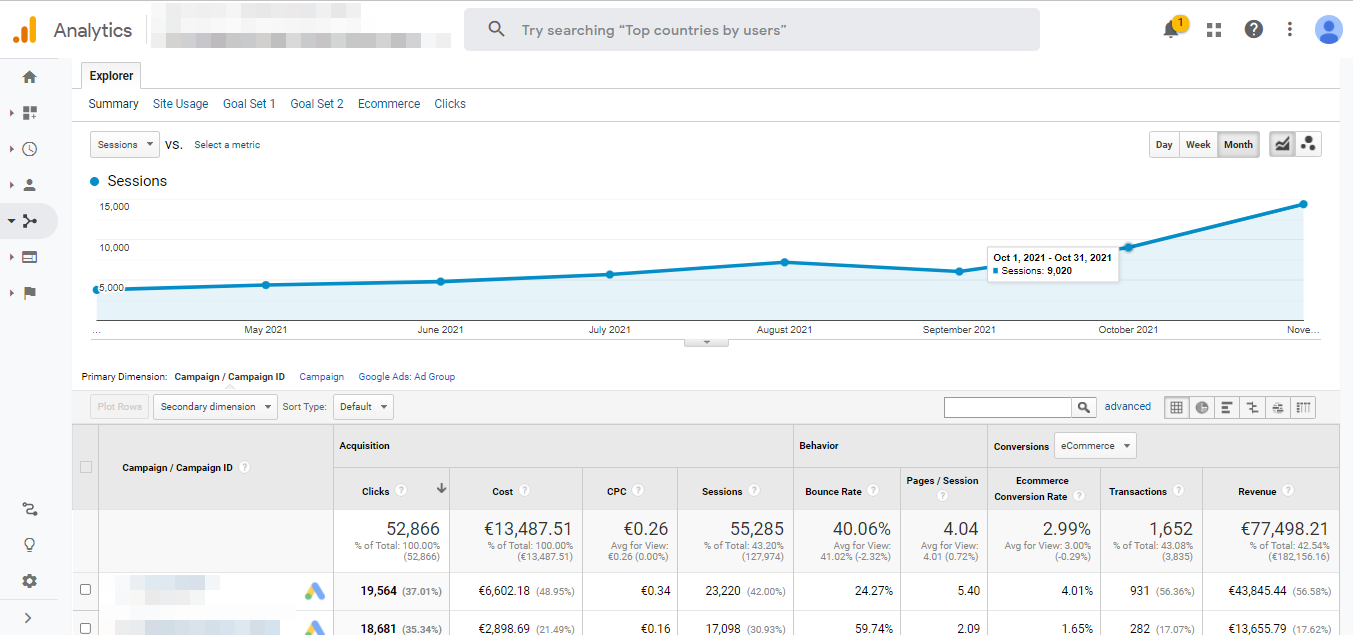 Analytics
Try searching “Top countries by users”
1
Explorer
Summary Site Usage Goal Set 1 Goal Set 2 Ecommerce Clicks
Sessions VS. Select a metric
Day Week Month
Sessions
15,000
10,000
5,000
Oct 1, 2021 - Oct 31, 2021
Sessions: 9,020
... May 2021 June 2021 July 2021 August 2021 September 2021 October 2021 Nove...
Primary Dimension: Campaign / Campaign ID Campaign Google Ads: Ad Group
Plot Rows Secondary dimension Sort Type: Default advanced
Acquisition Behavior Conversions eCommerce
Campaign / Campaign ID ?
Clicks ? Cost ? CPC ? Sessions ? Bounce Rate ? Pages / Session ? Ecommerce Conversion Rate ? Transactions ? Revenue ?
52,866 €13,487.51 €0.26 55,285 40.06% 4.04 2.99% 1,652 €77,498.21
% of Total: 100.00% % of Total: 100.00% Avg for View: % of Total: 43.20% Avg for View: Avg for View: Avg for View: 3.00% % of Total: 43.08% % of Total: 42.54%
(52,866) (€13,487.51) €0.26 (0.00%) (127,974) 41.02% (-2.32%) 4.01 (0.72%) (-0.29%) (3,835) (€182,156.16)
19,564 (37.01%) €6,602.18 (48.95%) €0.34 23,220 (42.00%) 24.27% 5.40 4.01% 931 (56.36%) €43,845.44 (56.58%)
18,681 (35.34%) €2,898.69 (21.49%) €0.16 17,098 (30.93%) 59.74% 2.09 1.65% 282 (17.07%) €13,655.79 (17.62%)